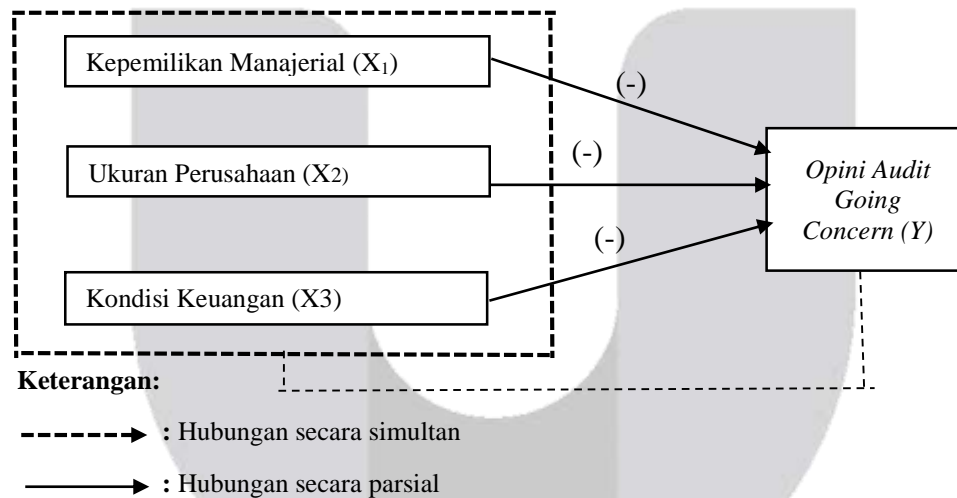 Kepemilikan Manajerial (X₁)
(-)
Ukuran Perusahaan (X2)
(-)
Opini Audit
Going
Concern (Y)
Kondisi Keuangan (X3)
(-)
Keterangan:
: Hubungan secara simultan
: Hubungan secara parsial